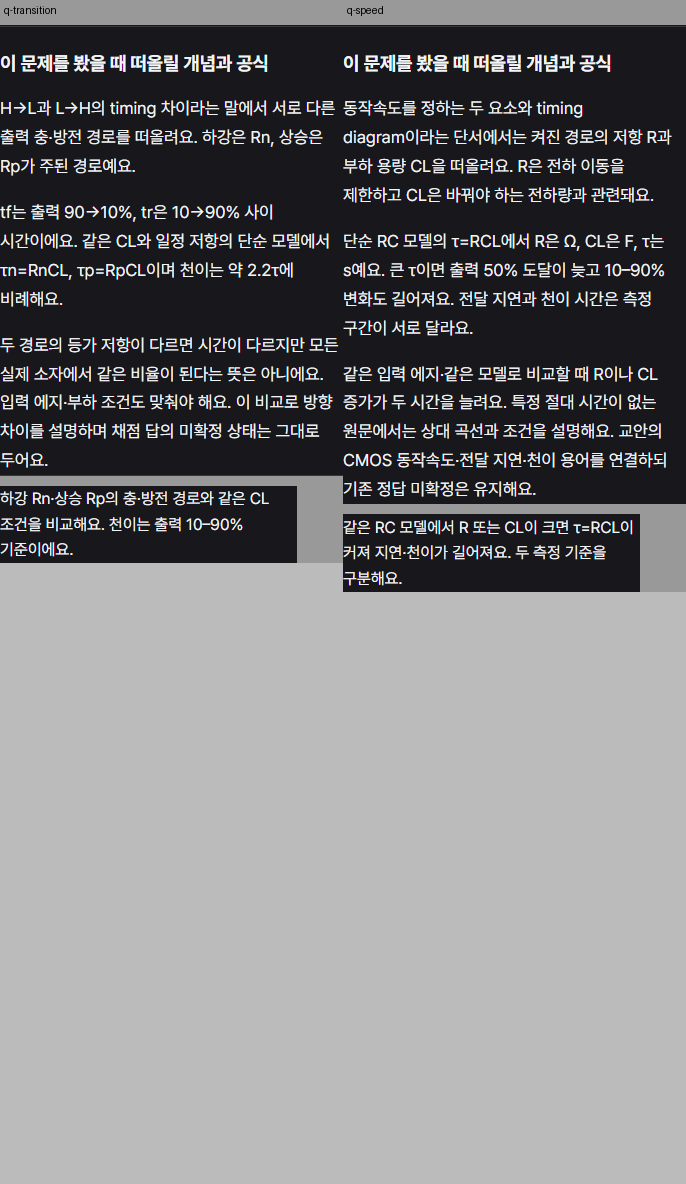 q-transition
이 문제를 봤을 때 떠올릴 개념과 공식
H→L과 L→H의 timing 차이라는 말에서 서로 다른
출력 충·방전 경로를 떠올려요. 하강은 Rn, 상승은
Rp가 주된 경로예요.
tf는 출력 90→10%, tr은 10→90% 사이
시간이에요. 같은 CL와 일정 저항의 단순 모델에서
τn=RnCL, τp=RpCL이며 천이는 약 2.2τ에
비례해요.
두 경로의 등가 저항이 다르면 시간이 다르지만 모든
실제 소자에서 같은 비율이 된다는 뜻은 아니에요.
입력 에지·부하 조건도 맞춰야 해요. 이 비교로 방향
차이를 설명하며 채점 답의 미확정 상태는 그대로
두어요.
하강 Rn·상승 Rp의 충·방전 경로와 같은 CL
조건을 비교해요. 천이는 출력 10–90%
기준이에요.
q-speed
이 문제를 봤을 때 떠올릴 개념과 공식
동작속도를 정하는 두 요소와 timing
diagram이라는 단서에서는 켜진 경로의 저항 R과
부하 용량 CL을 떠올려요. R은 전하 이동을
제한하고 CL은 바꿔야 하는 전하량과 관련돼요.
단순 RC 모델의 τ=RCL에서 R은 Ω, CL은 F, τ는
s예요. 큰 τ이면 출력 50% 도달이 늦고 10–90%
변화도 길어져요. 전달 지연과 천이 시간은 측정
구간이 서로 달라요.
같은 입력 에지·같은 모델로 비교할 때 R이나 CL
증가가 두 시간을 늘려요. 특정 절대 시간이 없는
원문에서는 상대 곡선과 조건을 설명해요. 교안의
CMOS 동작속도·전달 지연·천이 용어를 연결하되
기존 정답 미확정은 유지해요.
같은 RC 모델에서 R 또는 CL이 크면 τ=RCL이
커져 지연·천이가 길어져요. 두 측정 기준을
구분해요.